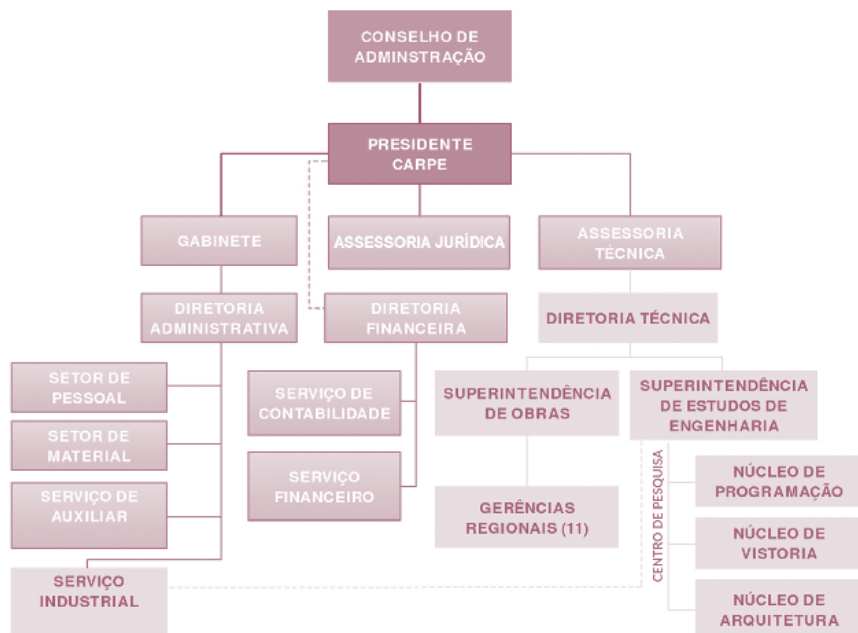 CONSELHO DE
ADMINSTRAÇÃO
PRESIDENTE
CARPE
GABINETE
ASSESSORIA JURÍDICA
ASSESSORIA
TÉCNICA
DIRETORIA
ADMINISTRATIVA
DIRETORIA
FINANCEIRA
DIRETORIA TÉCNICA
SETOR DE
PESSOAL
SERVIÇO DE
CONTABILIDADE
SUPERINTENDÊNCIA
DE OBRAS
SUPERINTENDÊNCIA
DE ESTUDOS DE
ENGENHARIA
SETOR DE
MATERIAL
SERVIÇO
FINANCEIRO
SERVIÇO DE
AUXILIAR
GERÊNCIAS
REGIONAIS (11)
CENTRO DE PESQUISA
NÚCLEO DE
PROGRAMAÇÃO
NÚCLEO DE
VISTORIA
SERVIÇO
INDUSTRIAL
NÚCLEO DE
ARQUITETURA